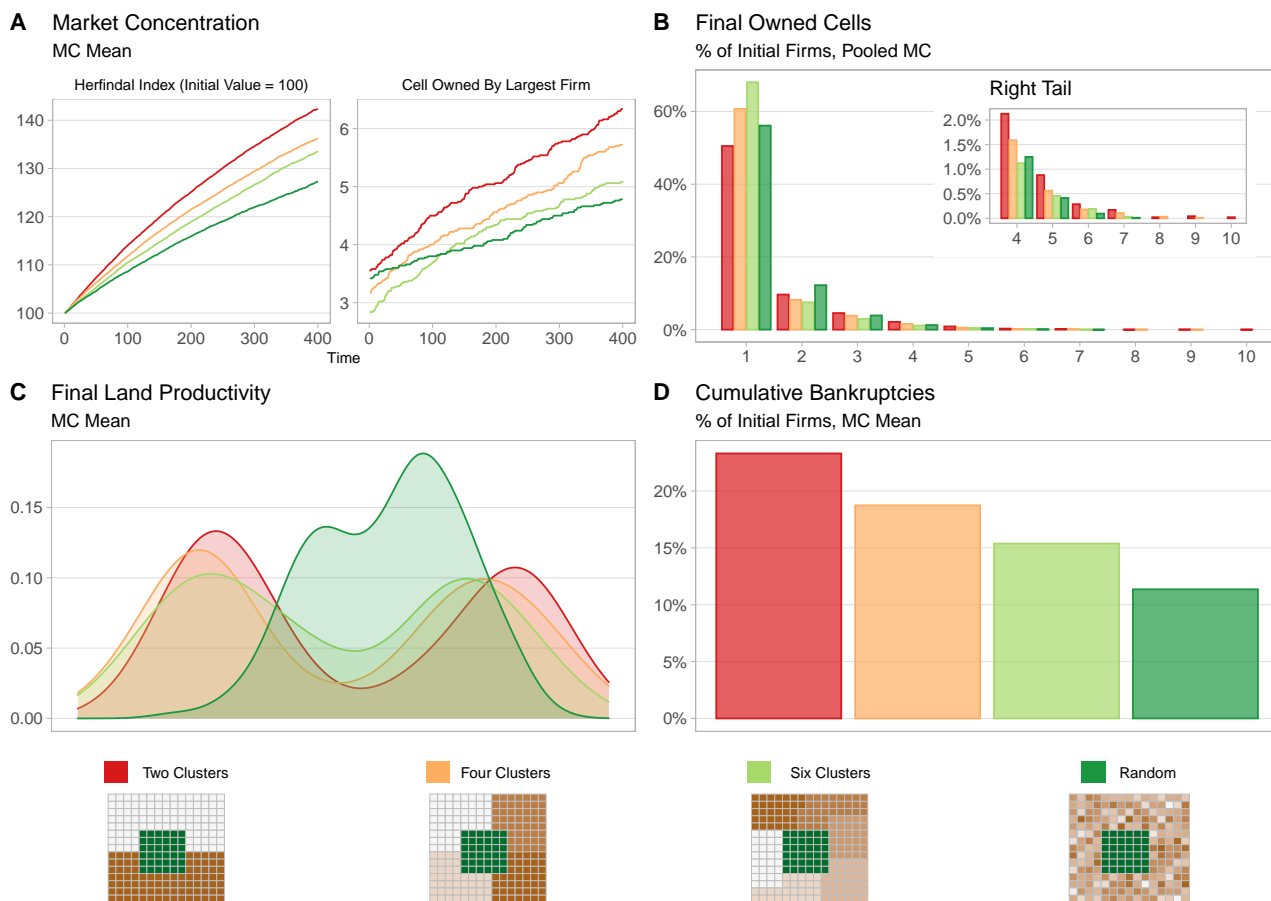 A Market Concentration
MC Mean
Herfindal Index (Initial Value = 100)
Cell Owned By Largest Firm
140
130
120
110
100
0 100 200 300 400
6
5
4
3
0 100 200 300 400
Time
B Final Owned Cells
% of Initial Firms, Pooled MC
60%
40%
20%
0%
1 2 3 4 5 6 7 8 9 10
Right Tail
2.0%
1.5%
1.0%
0.5%
0.0%
4 5 6 7 8 9 10
C Final Land Productivity
MC Mean
0.15
0.10
0.05
0.00
D Cumulative Bankruptcies
% of Initial Firms, MC Mean
20%
15%
10%
5%
0%
Two Clusters
Four Clusters
Six Clusters
Random